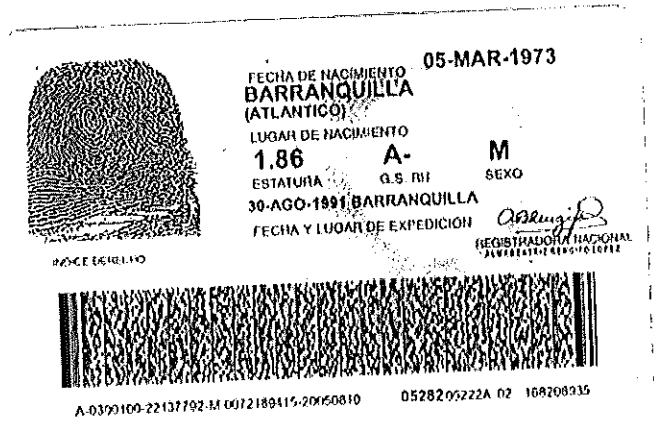 FECHA DE NACIMIENTO 05-MAR-1973
BARRANQUILLA
(ATLANTICO)
LUGAR DE NACIMIENTO
1.86 A- M
ESTATURA G.S. RH SEXO
30-AGO-1991 BARRANQUILLA
FECHA Y LUGAR DE EXPEDICION
REGISTRADORA NACIONAL
INDICE DERECHO